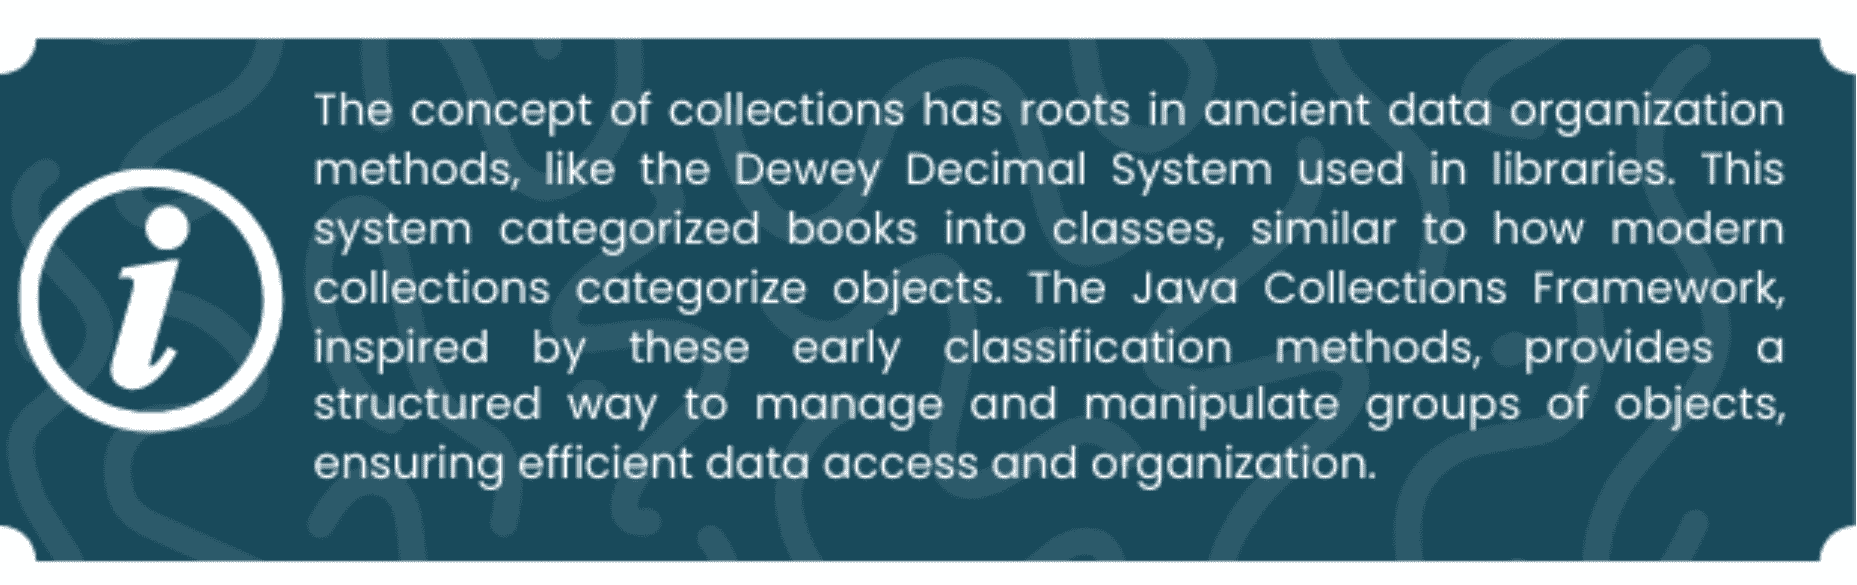 The concept of collections has roots in ancient data organization
methods, like the Dewey Decimal System used in libraries. This
system categorized books into classes, similar to how modern
collections categorize objects. The Java Collections Framework,
inspired by these early classification methods, provides a
structured way to manage and manipulate groups of objects,
ensuring efficient data access and organization.